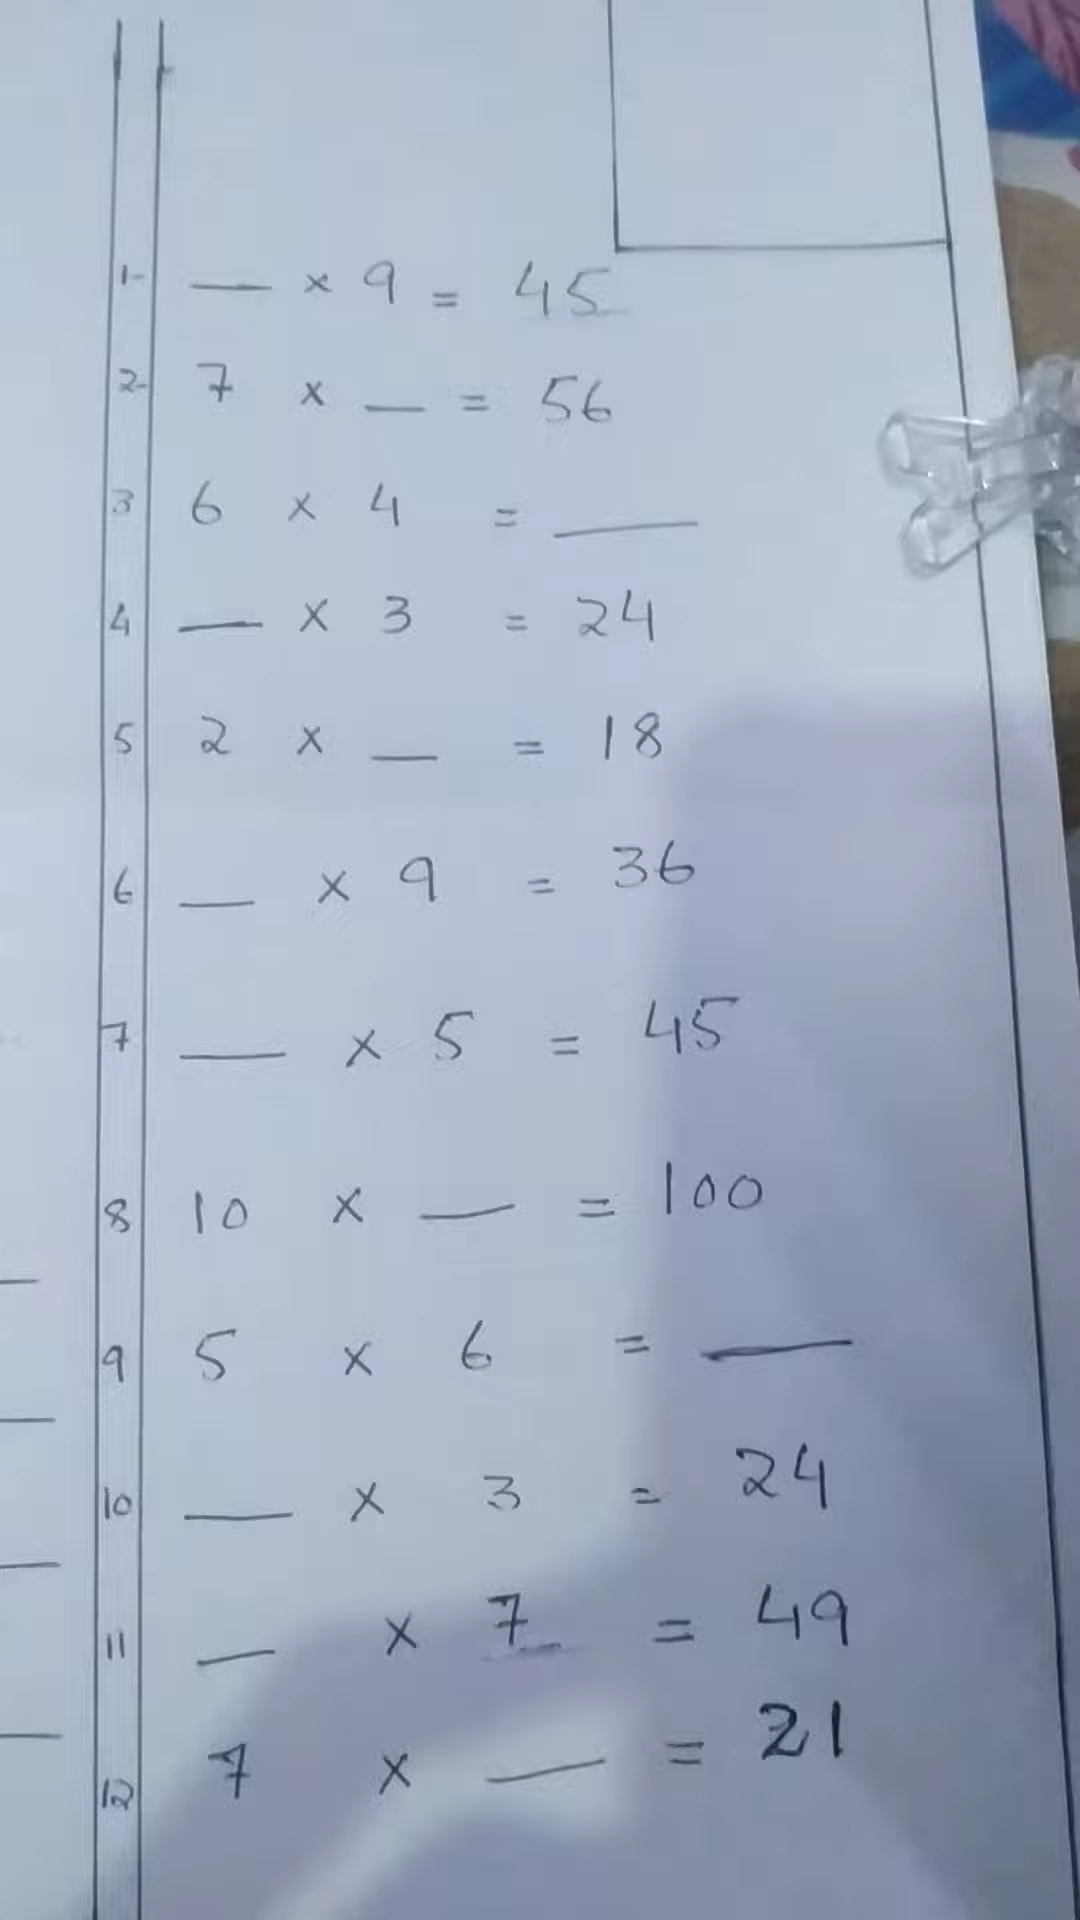 1- __ × 9 = 45
2- 7 × __ = 56
3 6 × 4 = __
4 __ × 3 = 24
5 2 × __ = 18
6 __ × 9 = 36
7 __ × 5 = 45
8 10 × __ = 100
9 5 × 6 = __
10 __ × 3 = 24
11 __ × 7 = 49
12 7 × __ = 21